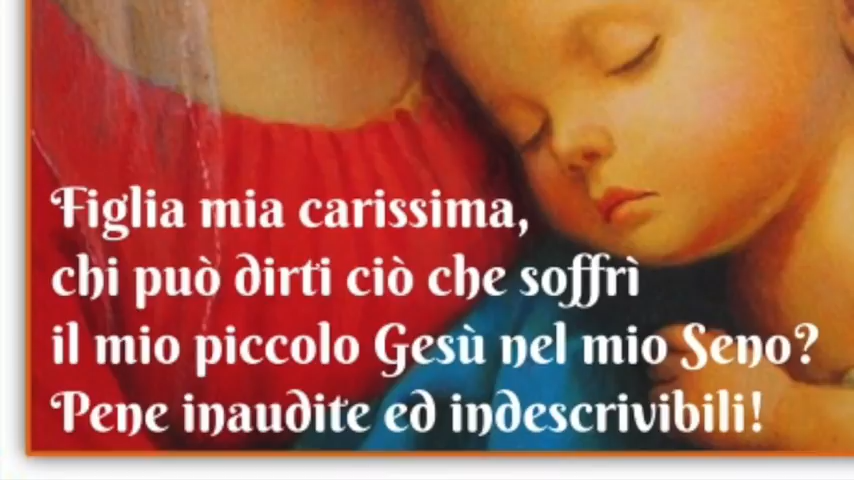 Figlia mia carissima,
chi può dirti ciò che soffrì
il mio piccolo Gesù nel mio Seno?
Pene inaudite ed indescrivibili!